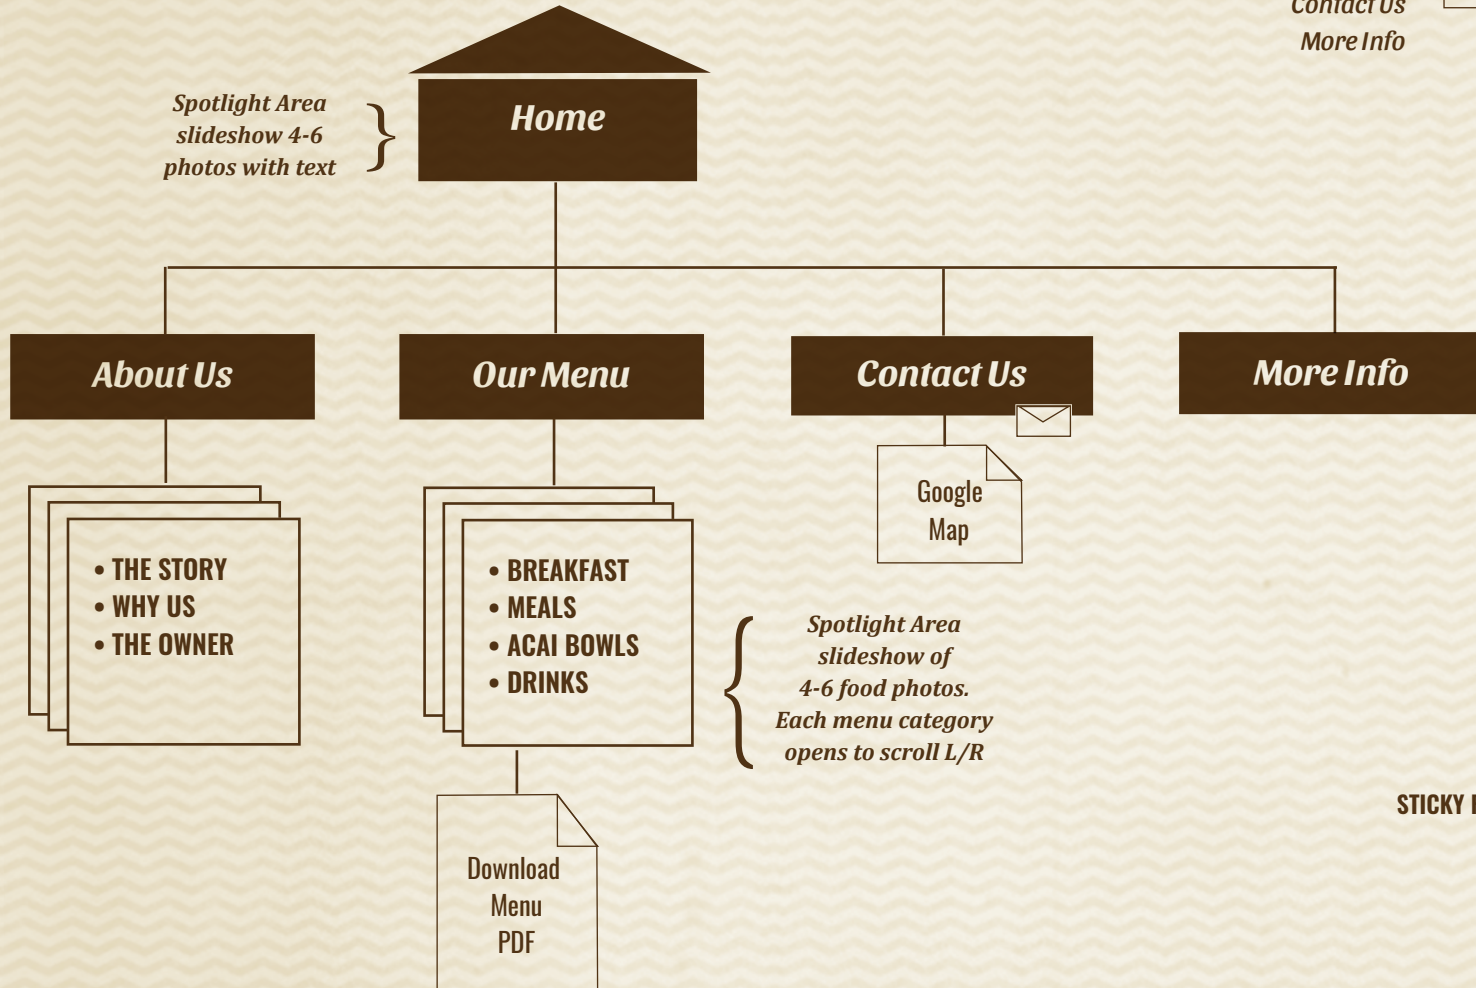 Contact Us
More Info
Spotlight Area
slideshow 4-6
photos with text
Home
About Us
Our Menu
Contact Us
More Info
• THE STORY
• WHY US
• THE OWNER
• BREAKFAST
• MEALS
• ACAI BOWLS
• DRINKS
Google
Map
Spotlight Area
slideshow of
4-6 food photos.
Each menu category
opens to scroll L/R
STICKY
Download
Menu
PDF